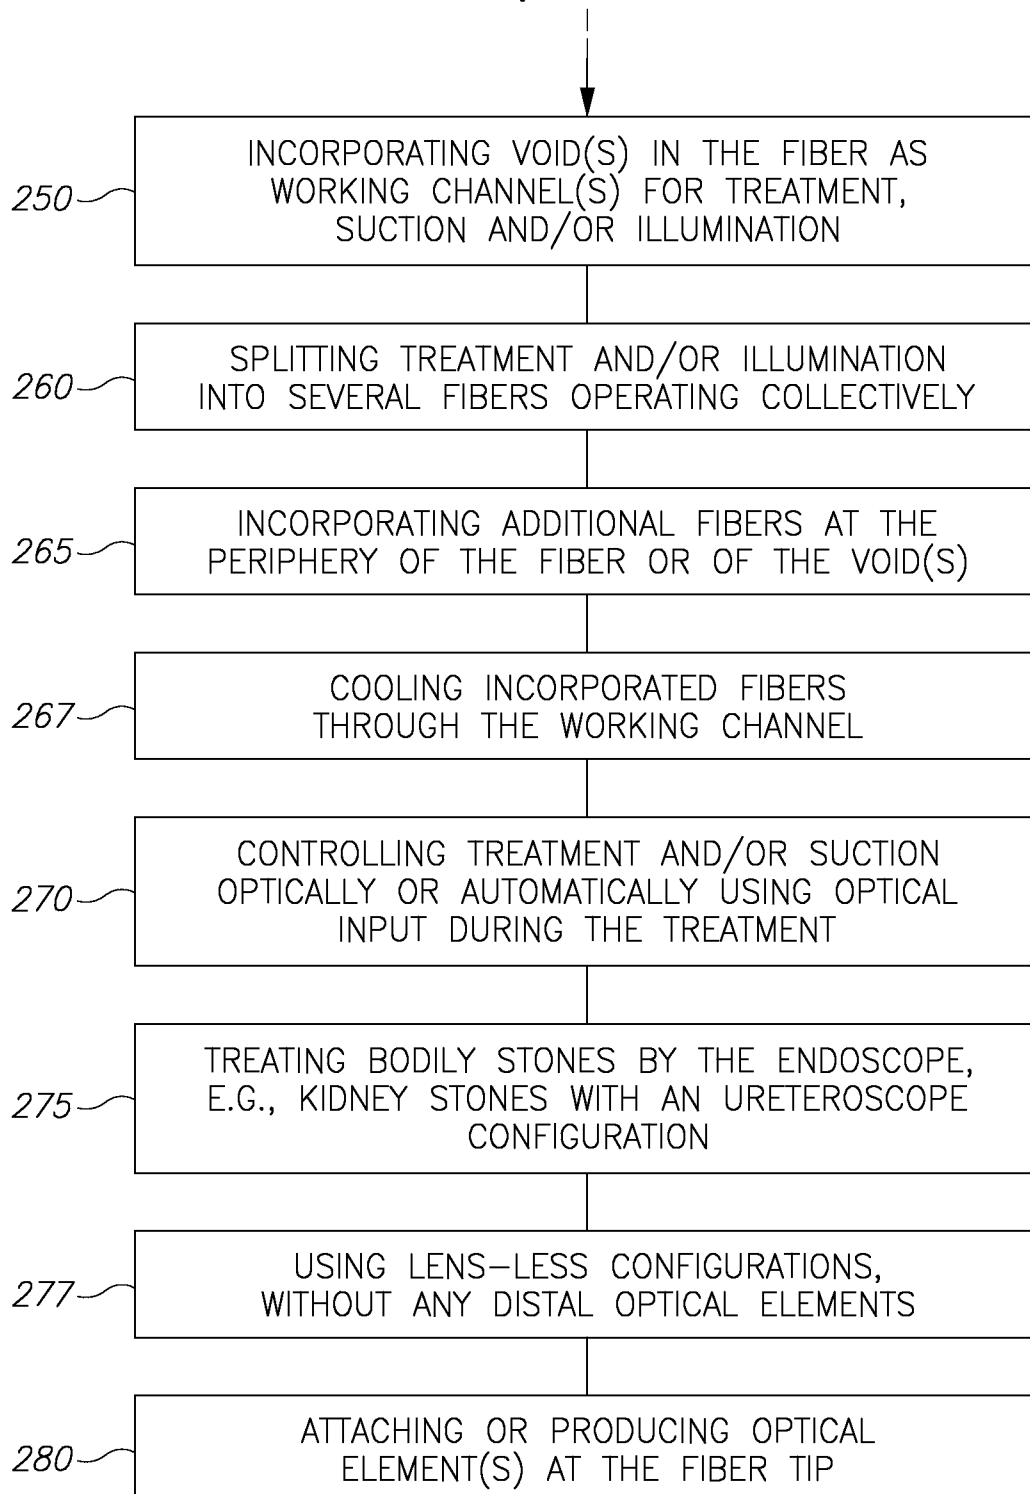 250
INCORPORATING VOID(S) IN THE FIBER AS
WORKING CHANNEL(S) FOR TREATMENT,
SUCTION AND/OR ILLUMINATION
260
SPLITTING TREATMENT AND/OR ILLUMINATION
INTO SEVERAL FIBERS OPERATING COLLECTIVELY
265
INCORPORATING ADDITIONAL FIBERS AT THE
PERIPHERY OF THE FIBER OR OF THE VOID(S)
267
COOLING INCORPORATED FIBERS
THROUGH THE WORKING CHANNEL
270
CONTROLLING TREATMENT AND/OR SUCTION
OPTICALLY OR AUTOMATICALLY USING OPTICAL
INPUT DURING THE TREATMENT
275
TREATING BODILY STONES BY THE ENDOSCOPE,
E.G., KIDNEY STONES WITH AN URETEROSCOPE
CONFIGURATION
277
USING LENS-LESS CONFIGURATIONS,
WITHOUT ANY DISTAL OPTICAL ELEMENTS
280
ATTACHING OR PRODUCING OPTICAL
ELEMENT(S) AT THE FIBER TIP